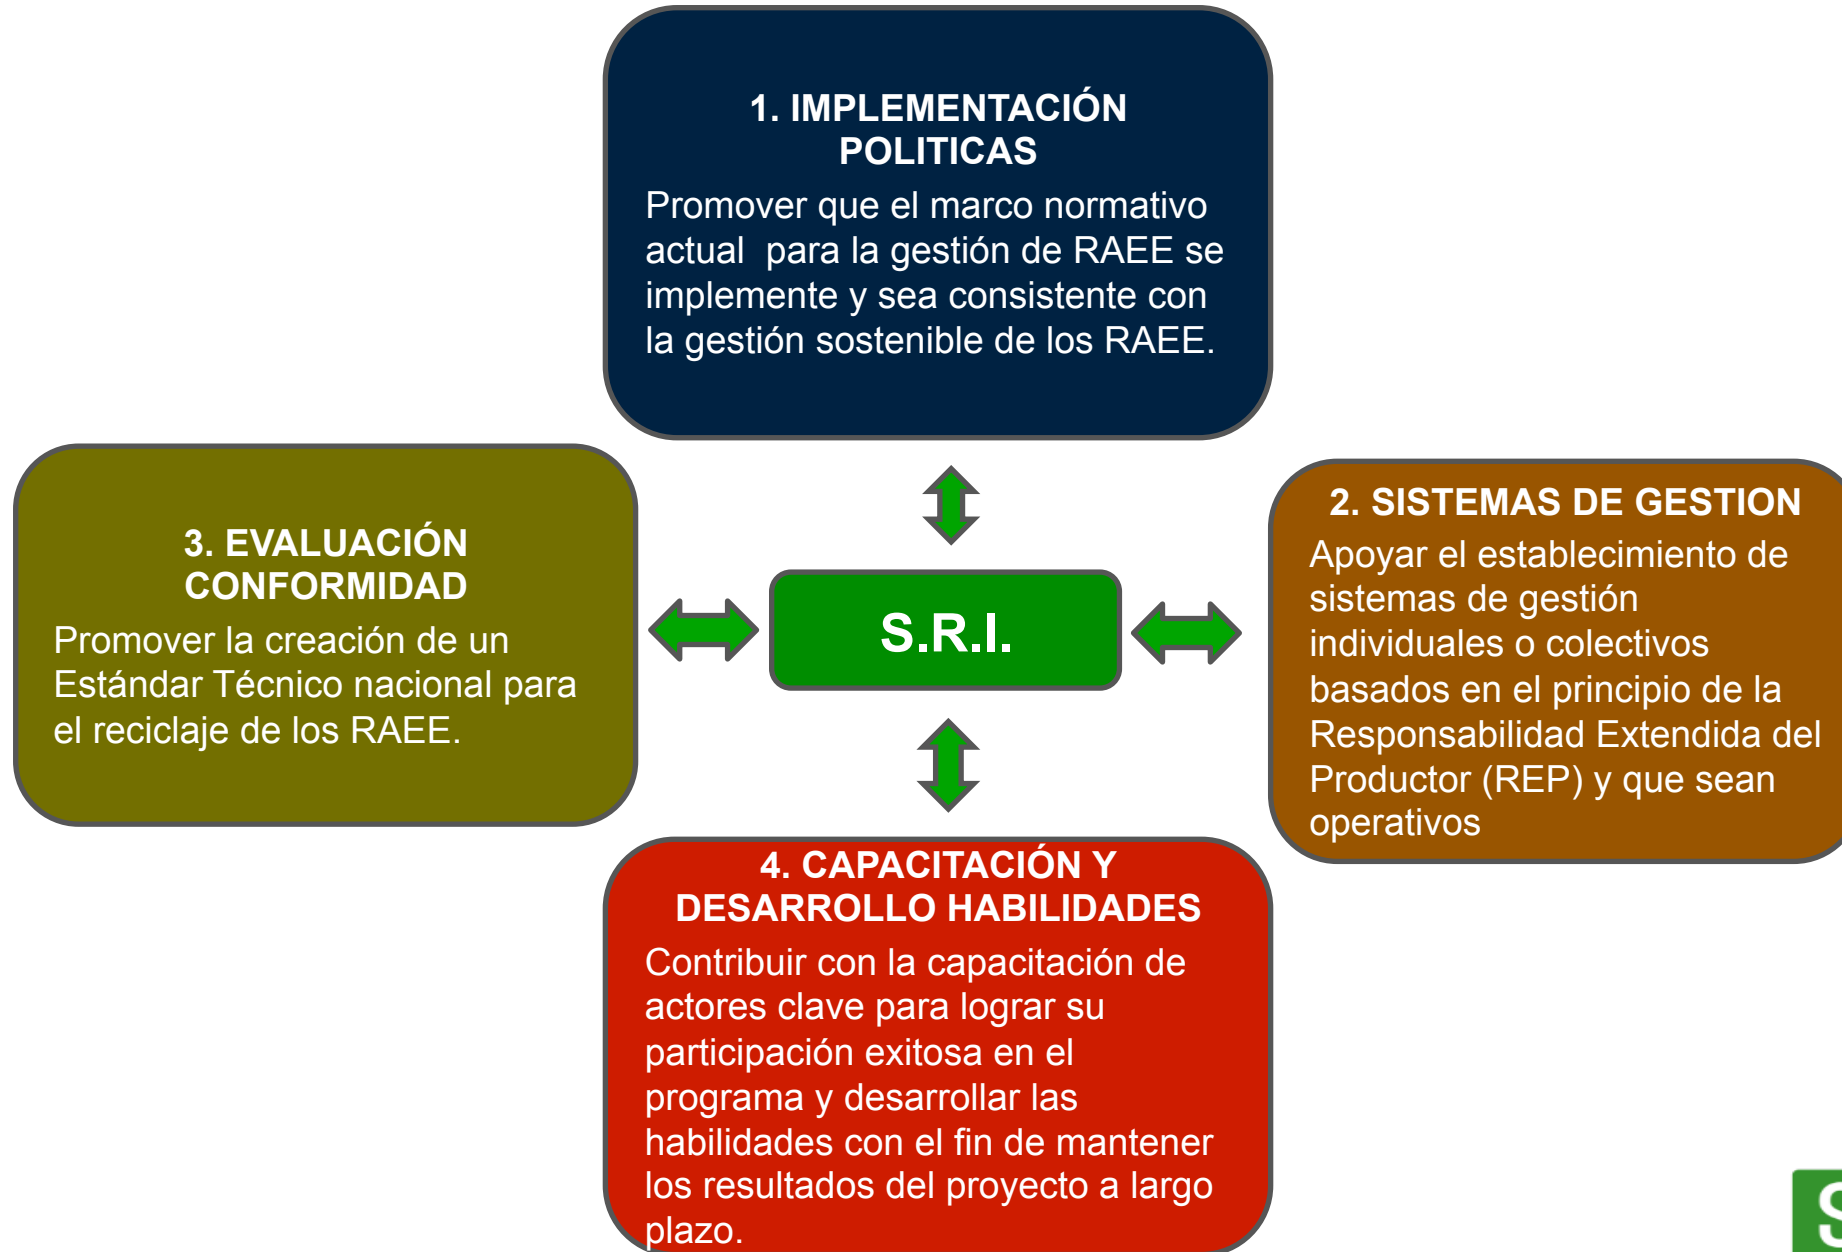 1. IMPLEMENTACIÓN
POLITICAS
Promover que el marco normativo
actual  para la gestión de RAEE se
implemente y sea consistente con
la gestión sostenible de los RAEE.
2. SISTEMAS DE GESTION
Apoyar el establecimiento de
sistemas de gestión
individuales o colectivos
basados en el principio de la
Responsabilidad Extendida del
Productor (REP) y que sean
operativos
3. EVALUACIÓN
CONFORMIDAD
Promover la creación de un
Estándar Técnico nacional para
el reciclaje de los RAEE.
S.R.I.
4. CAPACITACIÓN Y
DESARROLLO HABILIDADES
Contribuir con la capacitación de
actores clave para lograr su
participación exitosa en el
programa y desarrollar las
habilidades con el fin de mantener
los resultados del proyecto a largo
plazo.